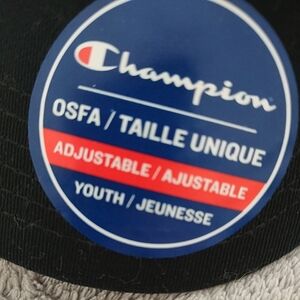 Champion
OSFA / TAILLE UNIQUE
ADJUSTABLE / AJUSTABLE
YOUTH / JEUNESSE